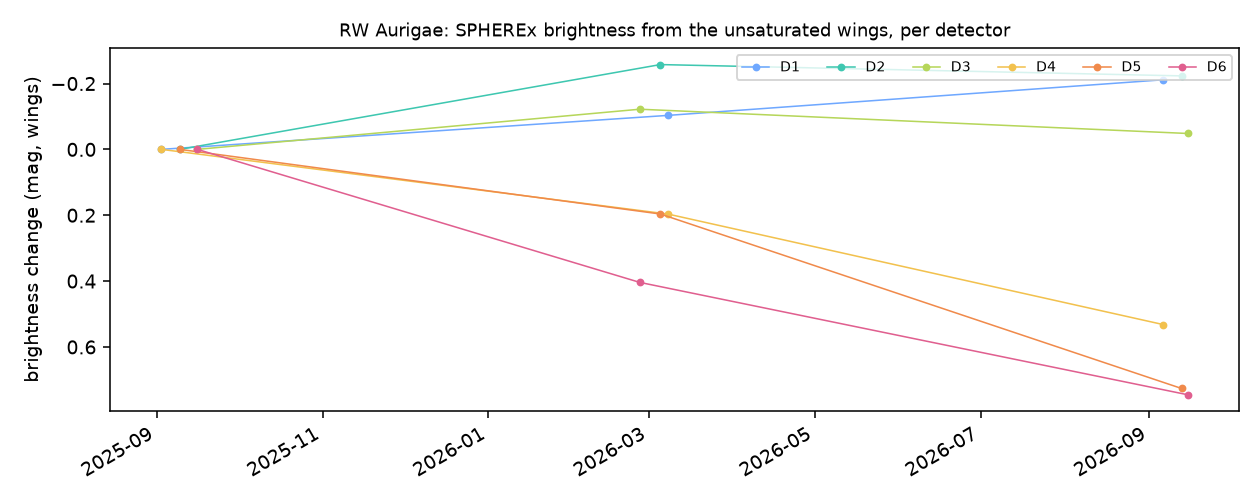 RW Aurigae: SPHEREx brightness from the unsaturated wings, per detector
D1 D2 D3 D4 D5 D6
brightness change (mag, wings)
−0.2
0.0
0.2
0.4
0.6
2025-09 2025-11 2026-01 2026-03 2026-05 2026-07 2026-09